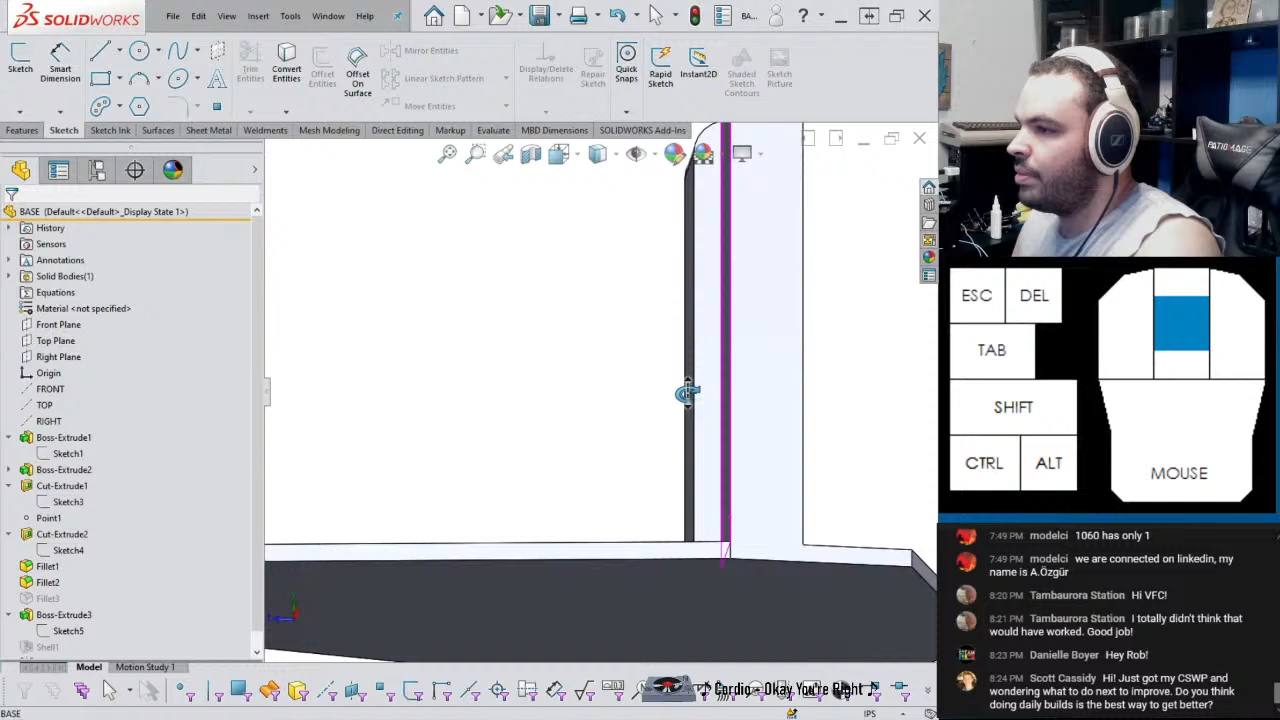 SOLIDWORKS File Edit View Insert Tools Window Help BA...
Sketch Smart Dimension Trim Entities Convert Entities Offset Entities Offset On Surface Mirror Entities Linear Sketch Pattern Move Entities Display/Delete Relations Repair Sketch Quick Snaps Rapid Sketch Instant2D Shaded Sketch Contours Sketch Picture
Features Sketch Sketch Ink Surfaces Sheet Metal Weldments Mesh Modeling Direct Editing Markup Evaluate MBD Dimensions SOLIDWORKS Add-Ins
BASE (Default<<Default>_Display State 1>)
History
Sensors
Annotations
Solid Bodies(1)
Equations
Material <not specified>
Front Plane
Top Plane
Right Plane
Origin
FRONT
TOP
RIGHT
Boss-Extrude1
Sketch1
Boss-Extrude2
Cut-Extrude1
Sketch3
Point1
Cut-Extrude2
Sketch4
Fillet1
Fillet2
Fillet3
Boss-Extrude3
Sketch5
Shell1
Model Motion Study 1
♪ Cordio - Okay You're Right ♪
BASE
IPS
ESC DEL
TAB
SHIFT
CTRL ALT
MOUSE
7:49 PM modelci 1060 has only 1
7:49 PM modelci we are connected on linkedin, my
name is A.Özgür
8:20 PM Tambaurora Station Hi VFC!
8:21 PM Tambaurora Station I totally didn't think that
would have worked. Good job!
8:23 PM Danielle Boyer Hey Rob!
8:24 PM Scott Cassidy Hi! Just got my CSWP and
wondering what to do next to improve. Do you think
doing daily builds is the best way to get better?